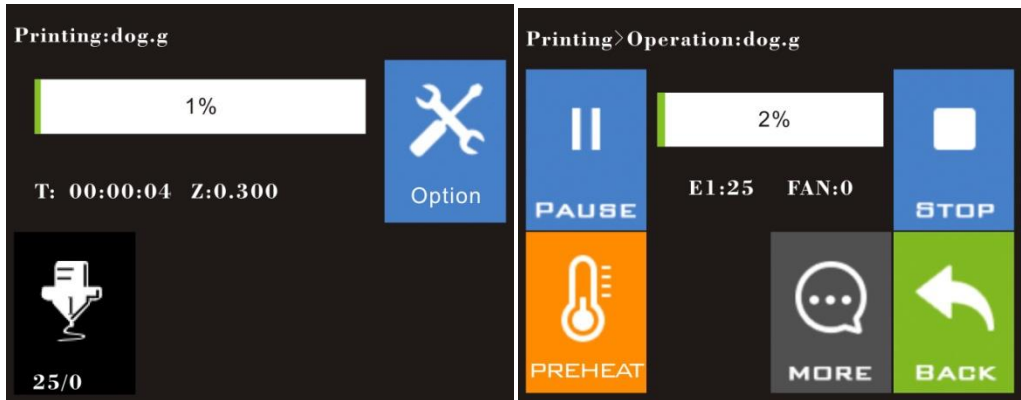 Printing:dog.g
1%
T: 00:00:04 Z:0.300
Option
1
25/0
Printing>Operation:dog.g
2%
E1:25 FAN:0
PAUSE
STOP
PREHEAT
MORE
BACK